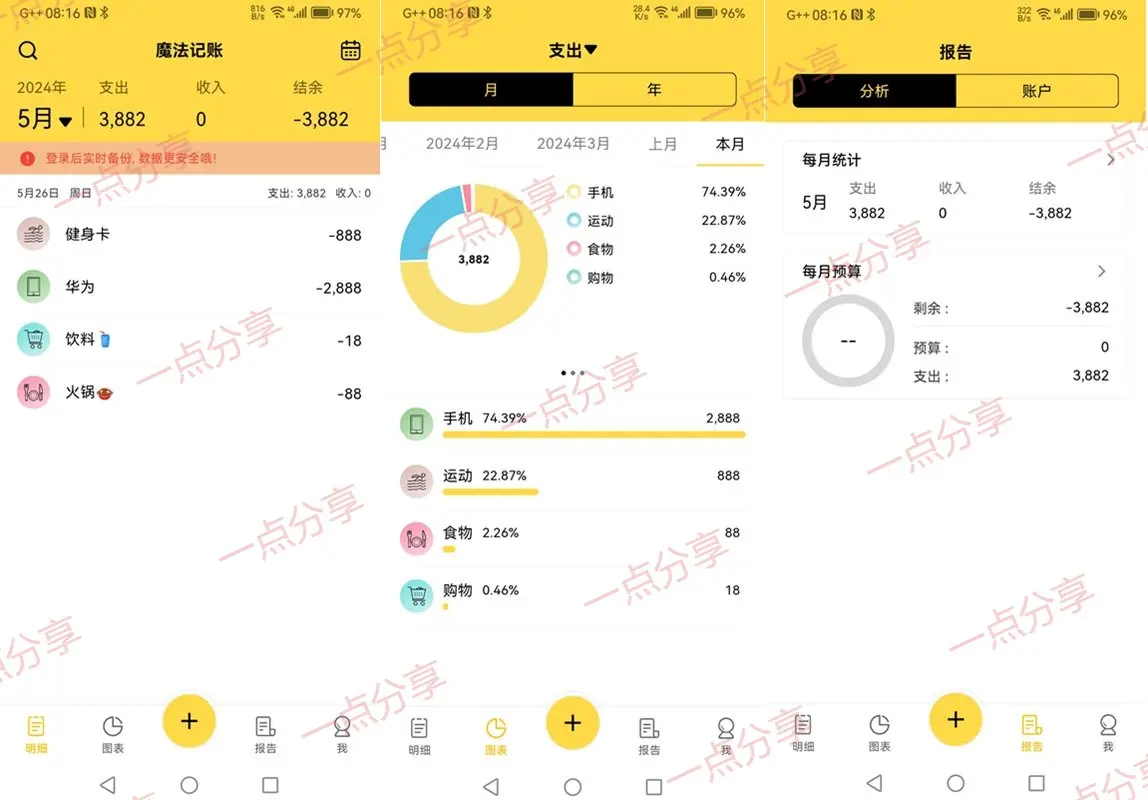 G++08:16
816 B/s
97%
魔法记账
2024年 支出 收入 结余
5月 3,882 0 -3,882
登录后实时备份, 数据更安全哦!
5月26日 周日 支出: 3,882 收入: 0
健身卡 -888
华为 -2,888
饮料 -18
火锅 -88
明细 图表 + 报告 我
G++08:16
28.4 K/s
96%
支出
月 年
月 2024年2月 2024年3月 上月 本月
3,882
手机 74.39%
运动 22.87%
食物 2.26%
购物 0.46%
手机 74.39% 2,888
运动 22.87% 888
食物 2.26% 88
购物 0.46% 18
明细 图表 + 报告 我
G++08:16
322 B/s
96%
报告
分析 账户
每月统计
支出 收入 结余
5月 3,882 0 -3,882
每月预算
--
剩余 : -3,882
预算 : 0
支出 : 3,882
明细 图表 + 报告 我
一点分享